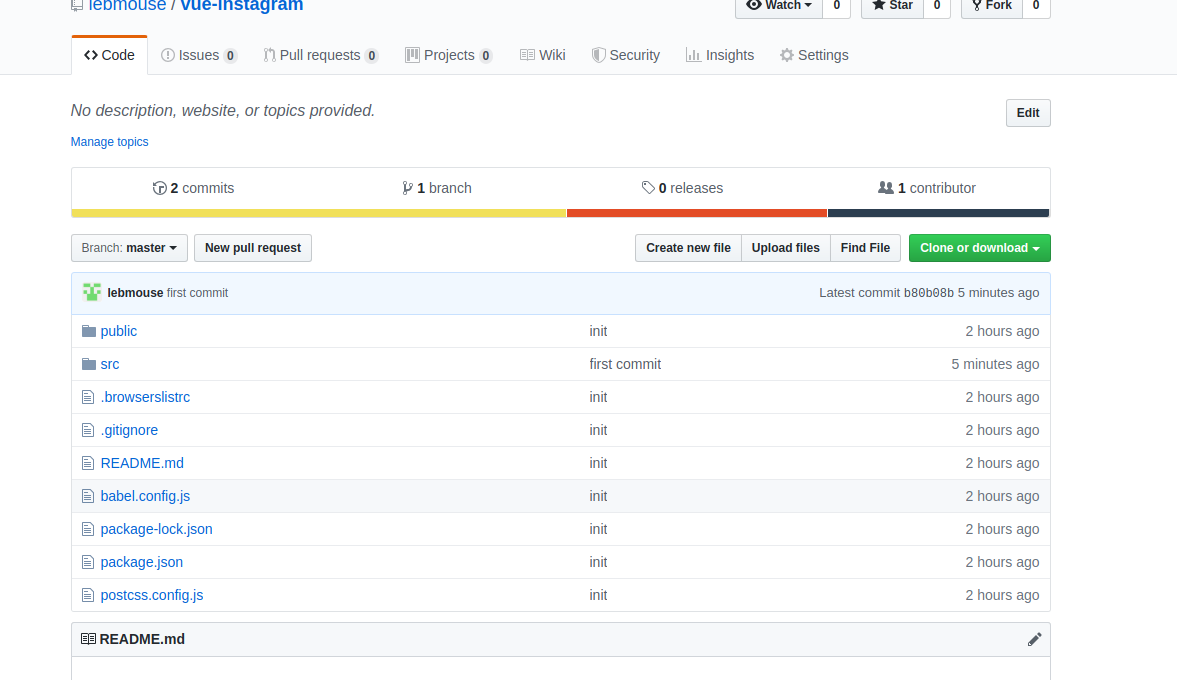 lebmouse / vue-instagram Watch 0 Star 0 Fork 0
Code Issues 0 Pull requests 0 Projects 0 Wiki Security Insights Settings
No description, website, or topics provided. Edit
Manage topics
2 commits 1 branch 0 releases 1 contributor
Branch: master New pull request Create new file Upload files Find File Clone or download
lebmouse first commit Latest commit b80b08b 5 minutes ago
public init 2 hours ago
src first commit 5 minutes ago
.browserslistrc init 2 hours ago
.gitignore init 2 hours ago
README.md init 2 hours ago
babel.config.js init 2 hours ago
package-lock.json init 2 hours ago
package.json init 2 hours ago
postcss.config.js init 2 hours ago
README.md